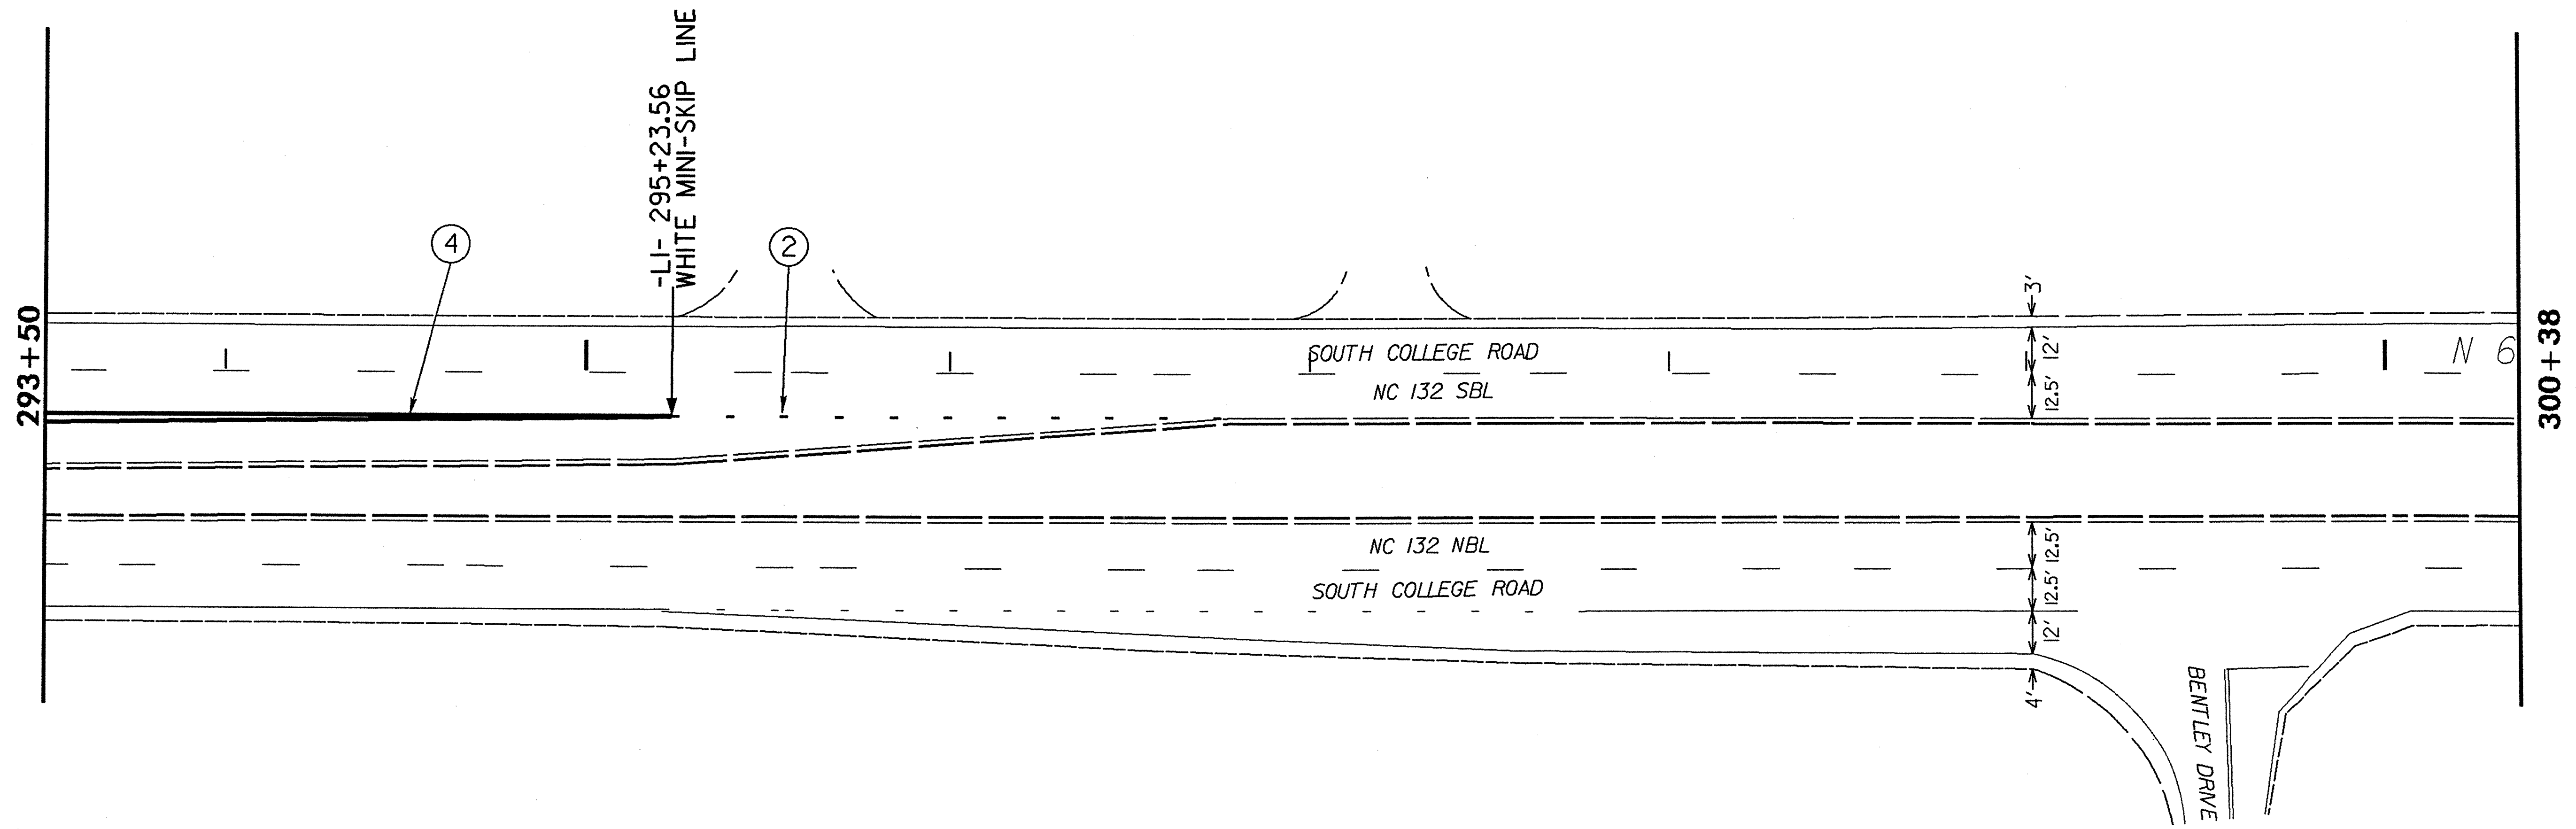 -L1- 295+23.56
WHITE MINI-SKIP LINE
4
2
293+50
300+38
3'
12'
12.5'
SOUTH COLLEGE ROAD
NC 132 SBL
N 6
NC 132 NBL
SOUTH COLLEGE ROAD
12.5'
12.5'
12'
4'
BENTLEY DRIVE